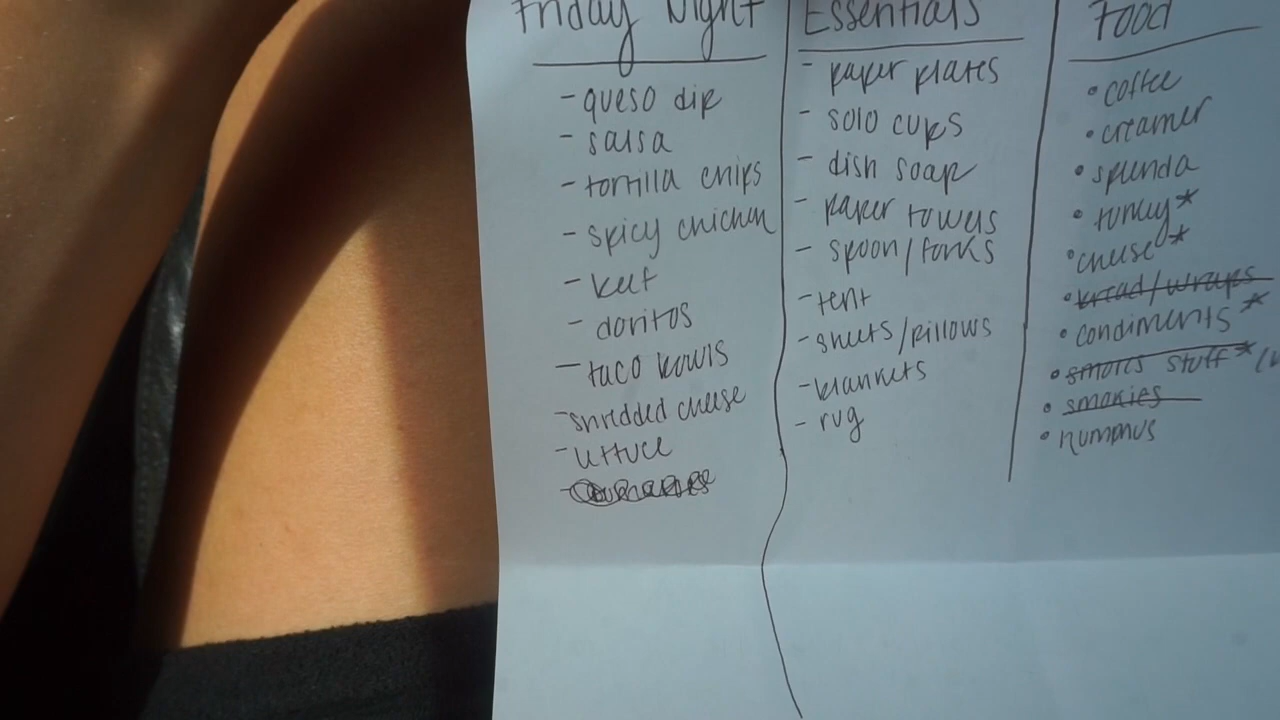 Friday Night
- queso dip
- salsa
- tortilla chips
- spicy chicken
- beef
- doritos
- taco bowls
- shredded cheese
- lettuce
Essentials
- paper plates
- solo cups
- dish soap
- paper towels
- spoon/forks
- tent
- sheets/pillows
- blankets
- rug
Food
• coffee
• creamer
• splenda
• turkey*
• cheese*
• bread/wraps
• condiments*
• smores stuff*
• smokies
• hummus